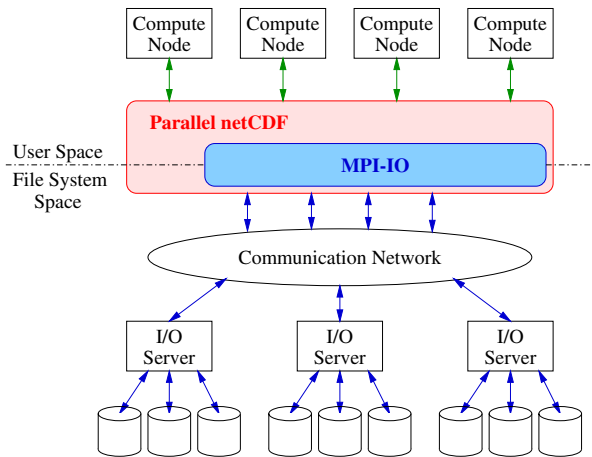 Compute
Node
Compute
Node
Compute
Node
Compute
Node
Parallel netCDF
User Space
MPI-IO
File System
Space
Communication Network
I/O
Server
I/O
Server
I/O
Server